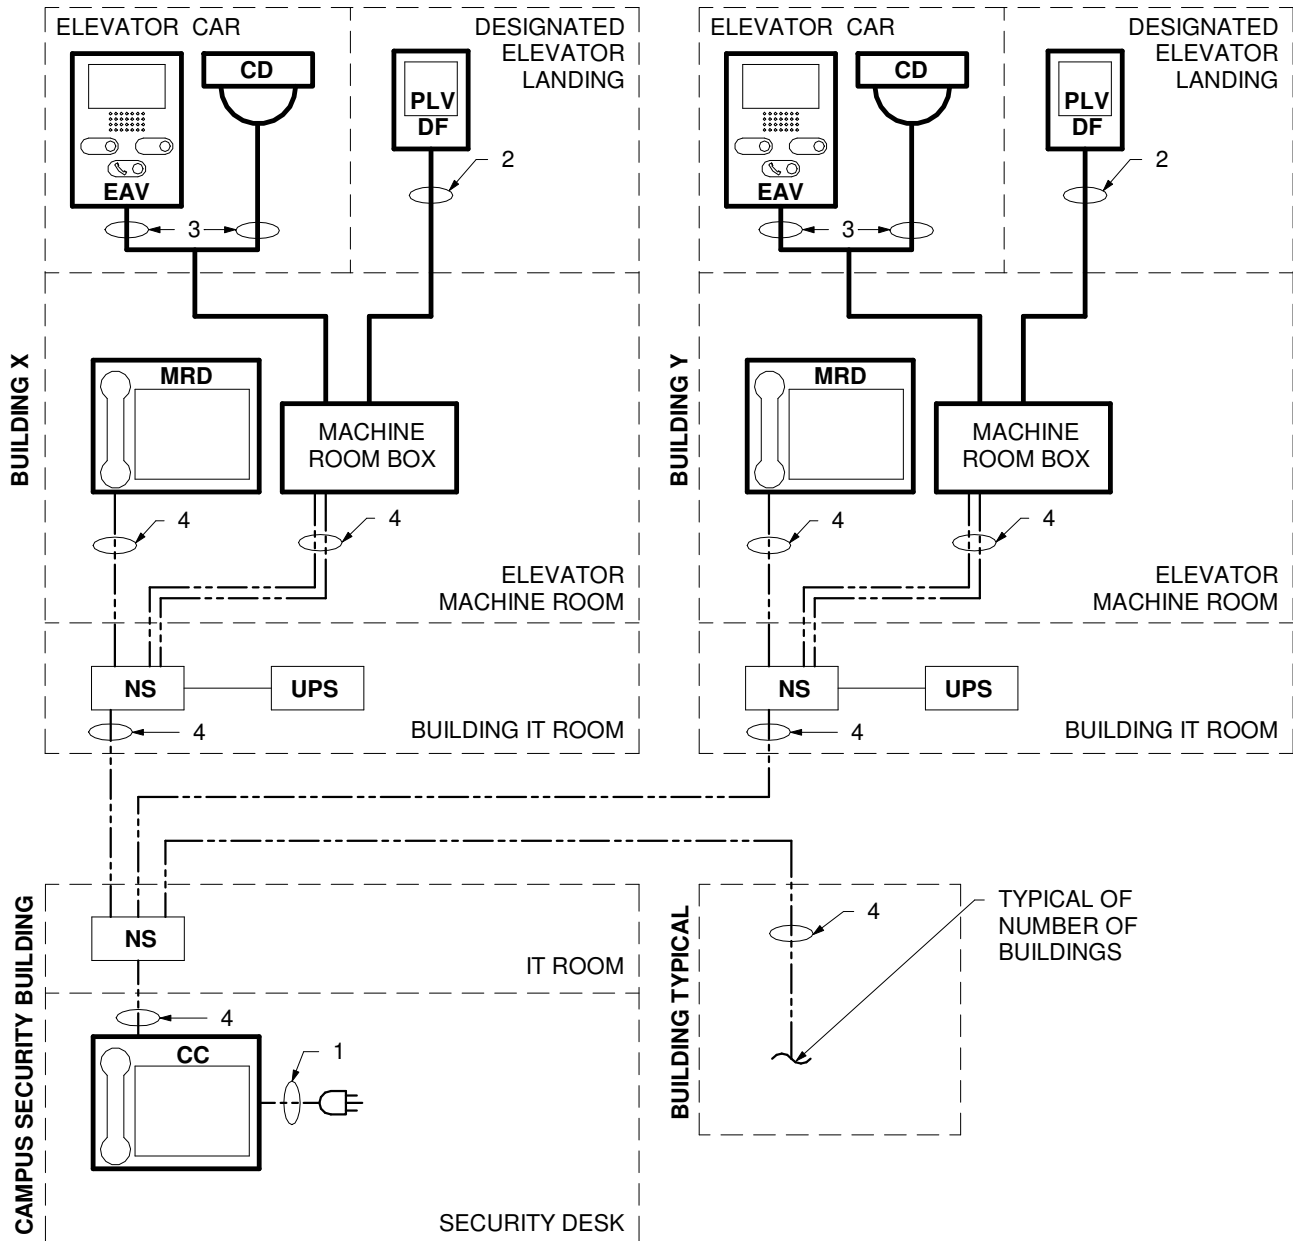 ELEVATOR CAR
DESIGNATED
ELEVATOR
LANDING
CD
EAV
PLV
DF
2
3
BUILDING X
MRD
MACHINE
ROOM BOX
4
4
ELEVATOR
MACHINE ROOM
NS
UPS
4
BUILDING IT ROOM
ELEVATOR CAR
DESIGNATED
ELEVATOR
LANDING
CD
EAV
PLV
DF
2
3
BUILDING Y
MRD
MACHINE
ROOM BOX
4
4
ELEVATOR
MACHINE ROOM
NS
UPS
4
BUILDING IT ROOM
CAMPUS SECURITY BUILDING
NS
IT ROOM
4
CC
1
SECURITY DESK
BUILDING TYPICAL
4
TYPICAL OF
NUMBER OF
BUILDINGS